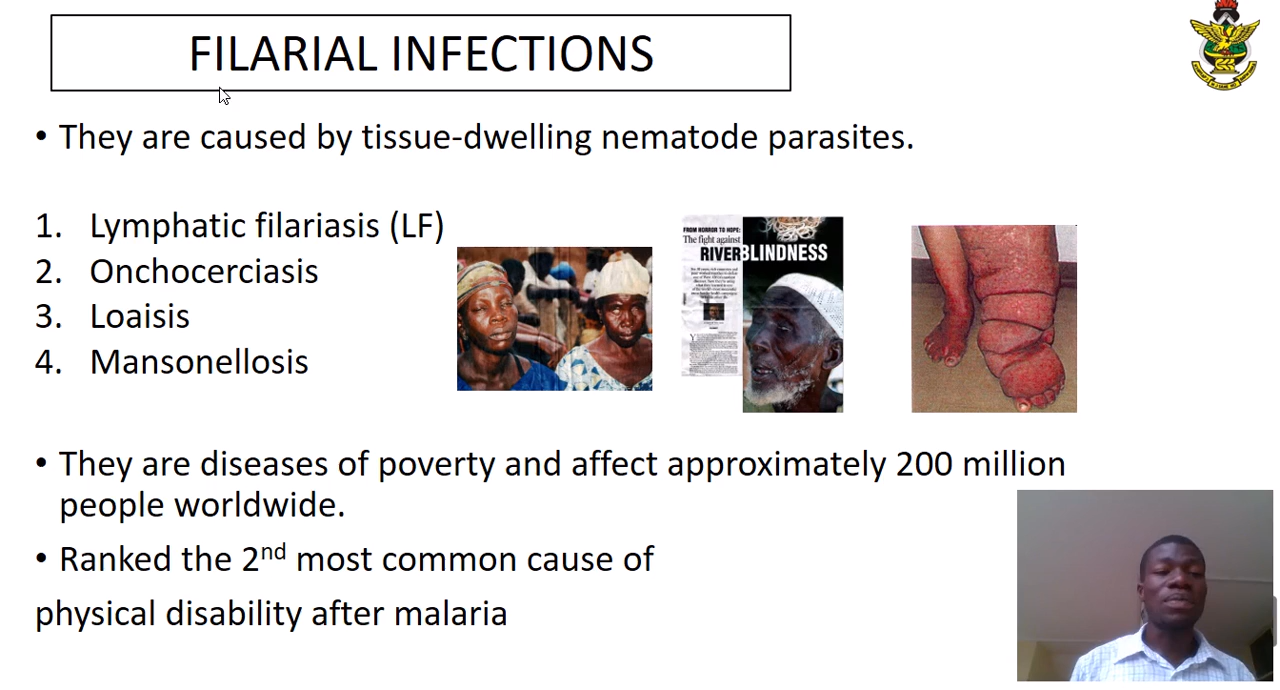 FILARIAL INFECTIONS
• They are caused by tissue-dwelling nematode parasites.
1. Lymphatic filariasis (LF)
2. Onchocerciasis
3. Loaisis
4. Mansonellosis
FROM HORROR TO HOPE:
The fight against
RIVERBLINDNESS
• They are diseases of poverty and affect approximately 200 million
people worldwide.
• Ranked the 2nd most common cause of
physical disability after malaria